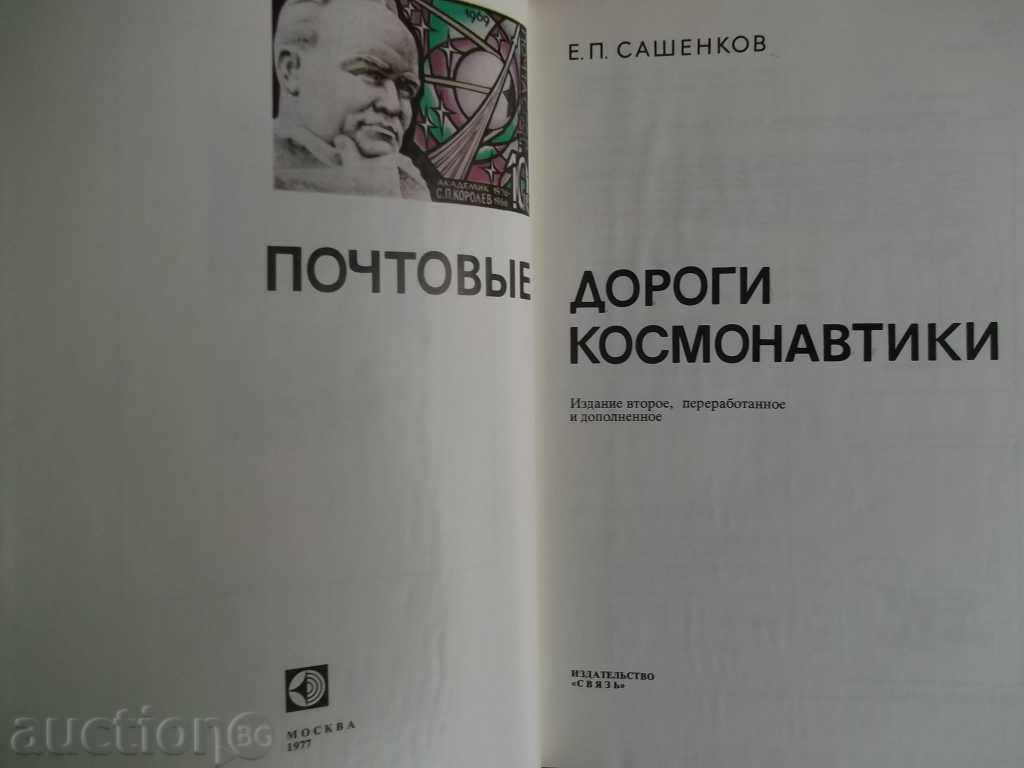 1969
АКАДЕМИК
С.П.КОРОЛЕВ
ПОЧТОВЫЕ
МОСКВА
1977
Е.П. САШЕНКОВ
ДОРОГИ
КОСМОНАВТИКИ
Издание второе, переработанное
и дополненное
ИЗДАТЕЛЬСТВО
«СВЯЗЬ»
auction BG